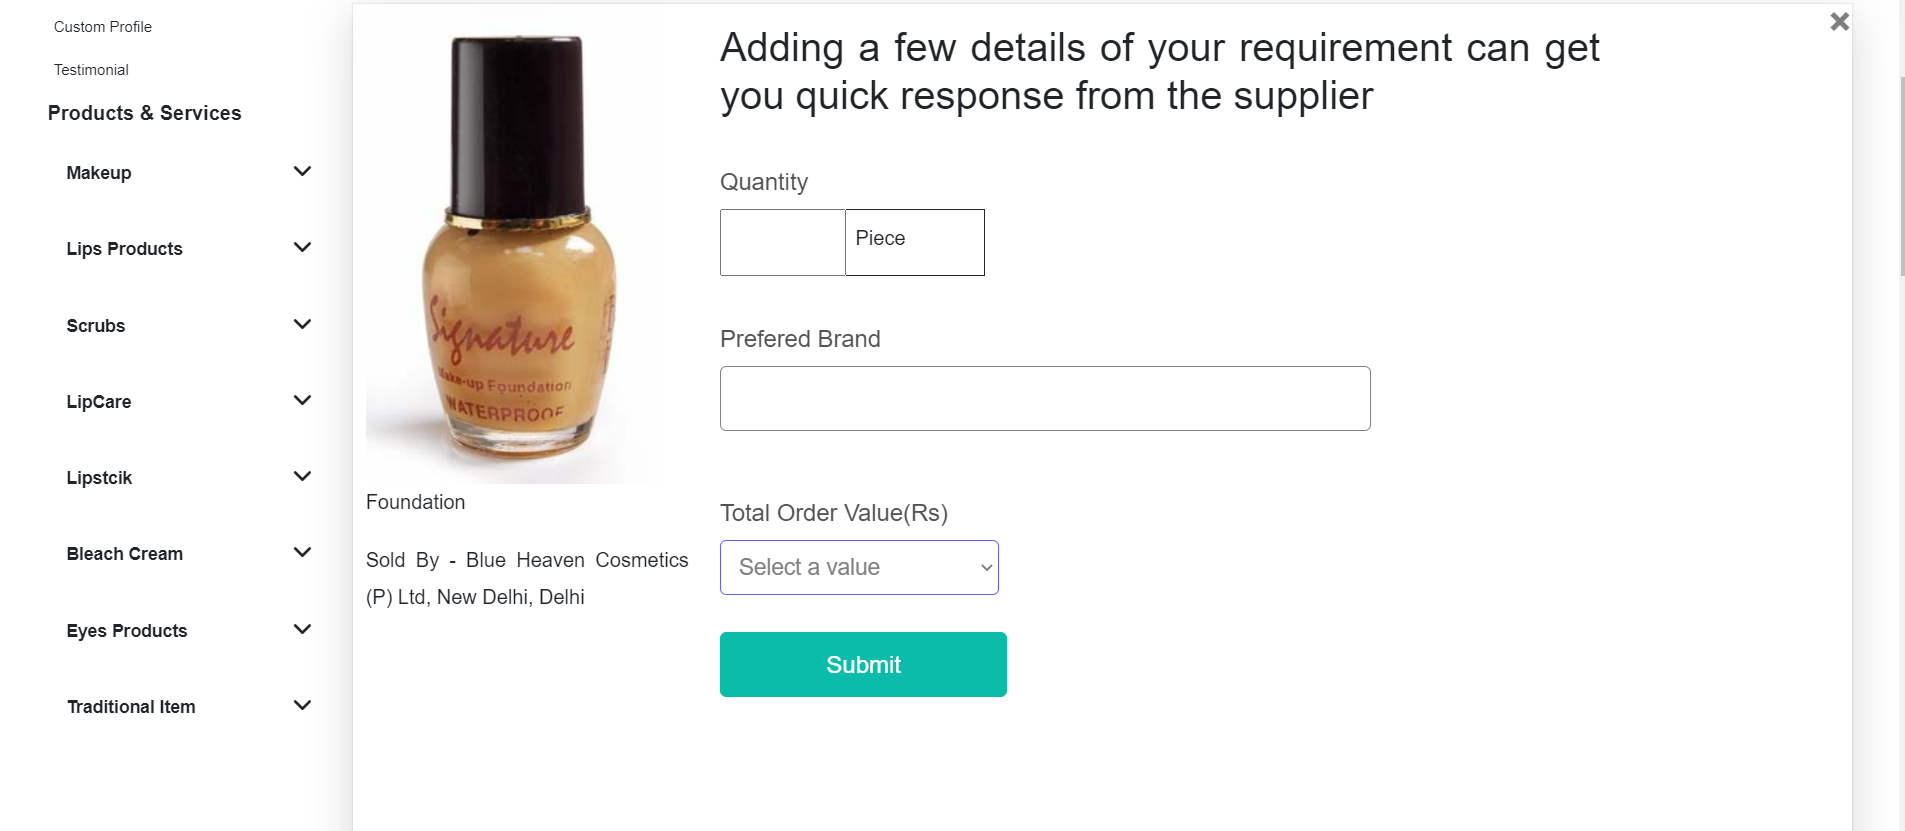 Custom Profile
Testimonial
Products & Services
Makeup
Lips Products
Scrubs
LipCare
Lipstcik
Bleach Cream
Eyes Products
Traditional Item
Signature
Make-up Foundation
WATERPROOF
Foundation
Sold By - Blue Heaven Cosmetics
(P) Ltd, New Delhi, Delhi
Adding a few details of your requirement can get
you quick response from the supplier
Quantity
Piece
Prefered Brand
Total Order Value(Rs)
Select a value
Submit